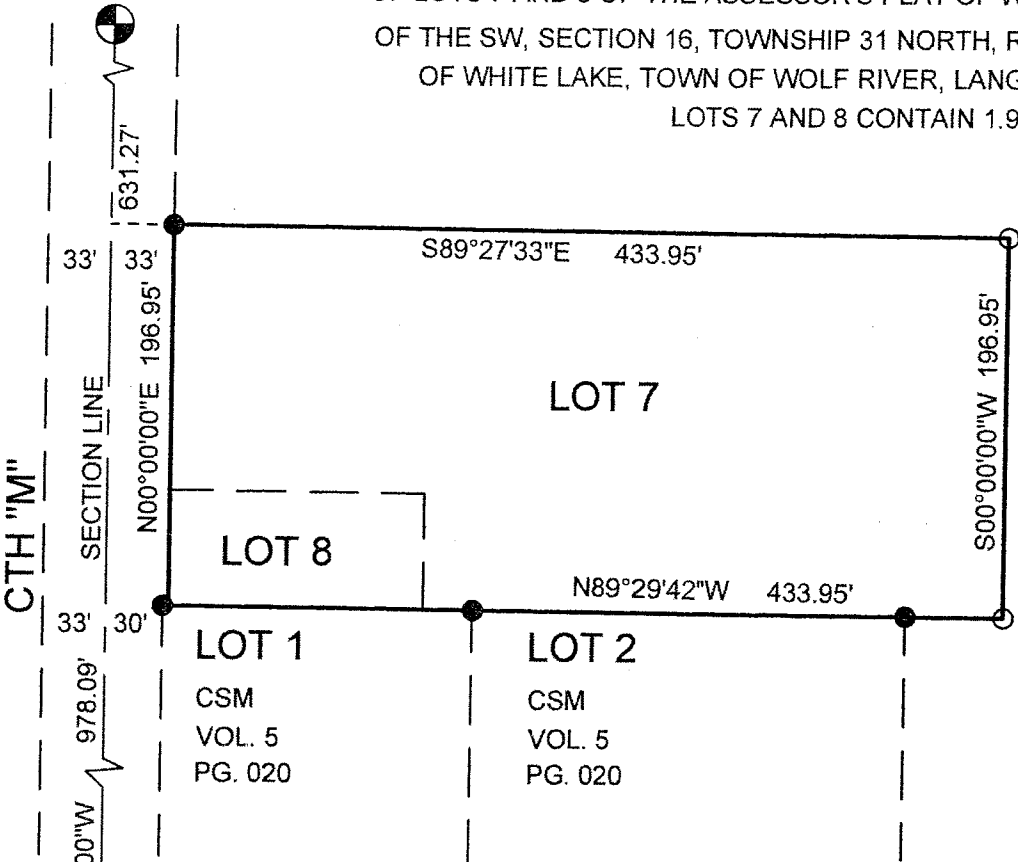 OF THE SW, SECTION 16, TOWNSHIP 31 NORTH,
OF WHITE LAKE, TOWN OF WOLF RIVER,
LOTS 7 AND 8 CONTAIN 1.9
631.27'
33' 33'
S89°27'33"E 433.95'
N00°00'00"E 196.95'
S00°00'00"W 196.95'
LOT 7
SECTION LINE
CTH "M"
LOT 8
N89°29'42"W 433.95'
33' 30'
LOT 1
CSM
VOL. 5
PG. 020
LOT 2
CSM
VOL. 5
PG. 020
978.09'
00"W